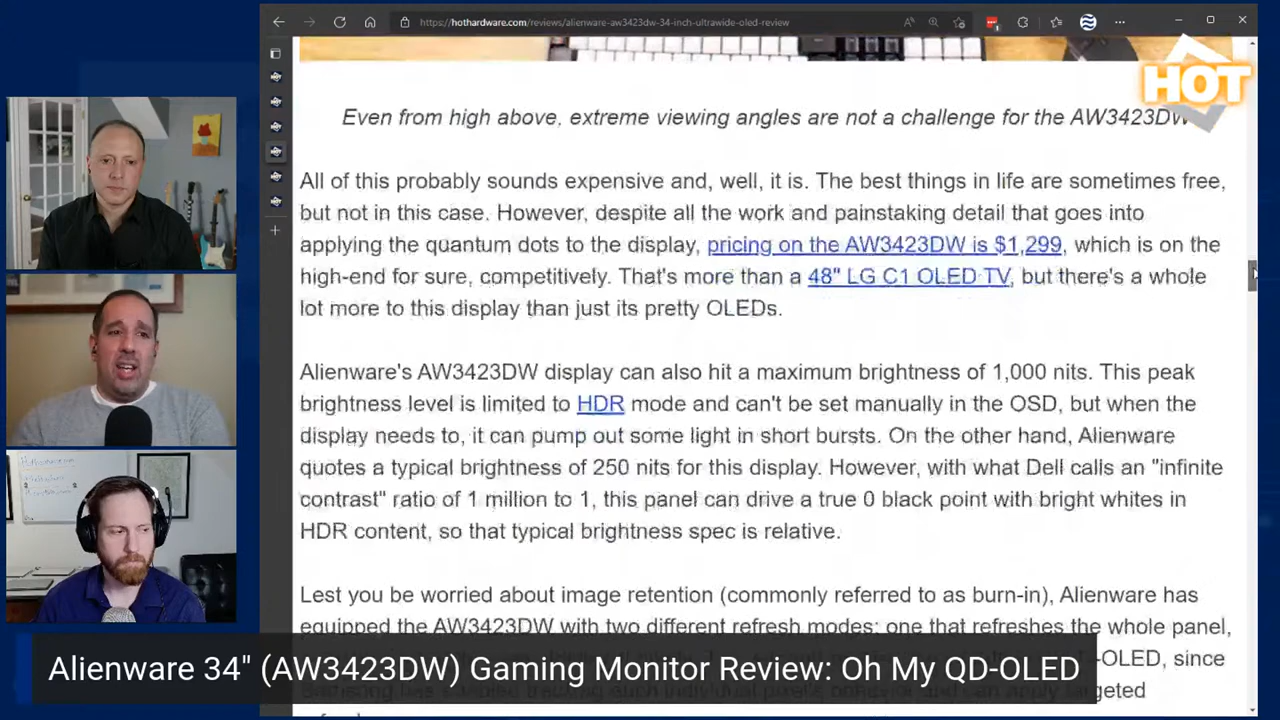 https://hothardware.com/reviews/alienware-aw3423dw-34-inch-ultrawide-oled-review
HOT
Even from high above, extreme viewing angles are not a challenge for the AW3423DW
All of this probably sounds expensive and, well, it is. The best things in life are sometimes free,
but not in this case. However, despite all the work and painstaking detail that goes into
applying the quantum dots to the display, pricing on the AW3423DW is $1,299, which is on the
high-end for sure, competitively. That's more than a 48" LG C1 OLED TV, but there's a whole
lot more to this display than just its pretty OLEDs.
Alienware's AW3423DW display can also hit a maximum brightness of 1,000 nits. This peak
brightness level is limited to HDR mode and can't be set manually in the OSD, but when the
display needs to, it can pump out some light in short bursts. On the other hand, Alienware
quotes a typical brightness of 250 nits for this display. However, with what Dell calls an "infinite
contrast" ratio of 1 million to 1, this panel can drive a true 0 black point with bright whites in
HDR content, so that typical brightness spec is relative.
Lest you be worried about image retention (commonly referred to as burn-in), Alienware has
equipped the AW3423DW with two different refresh modes: one that refreshes the whole panel,
-OLED, since
targeted
Alienware 34" (AW3423DW) Gaming Monitor Review: Oh My QD-OLED